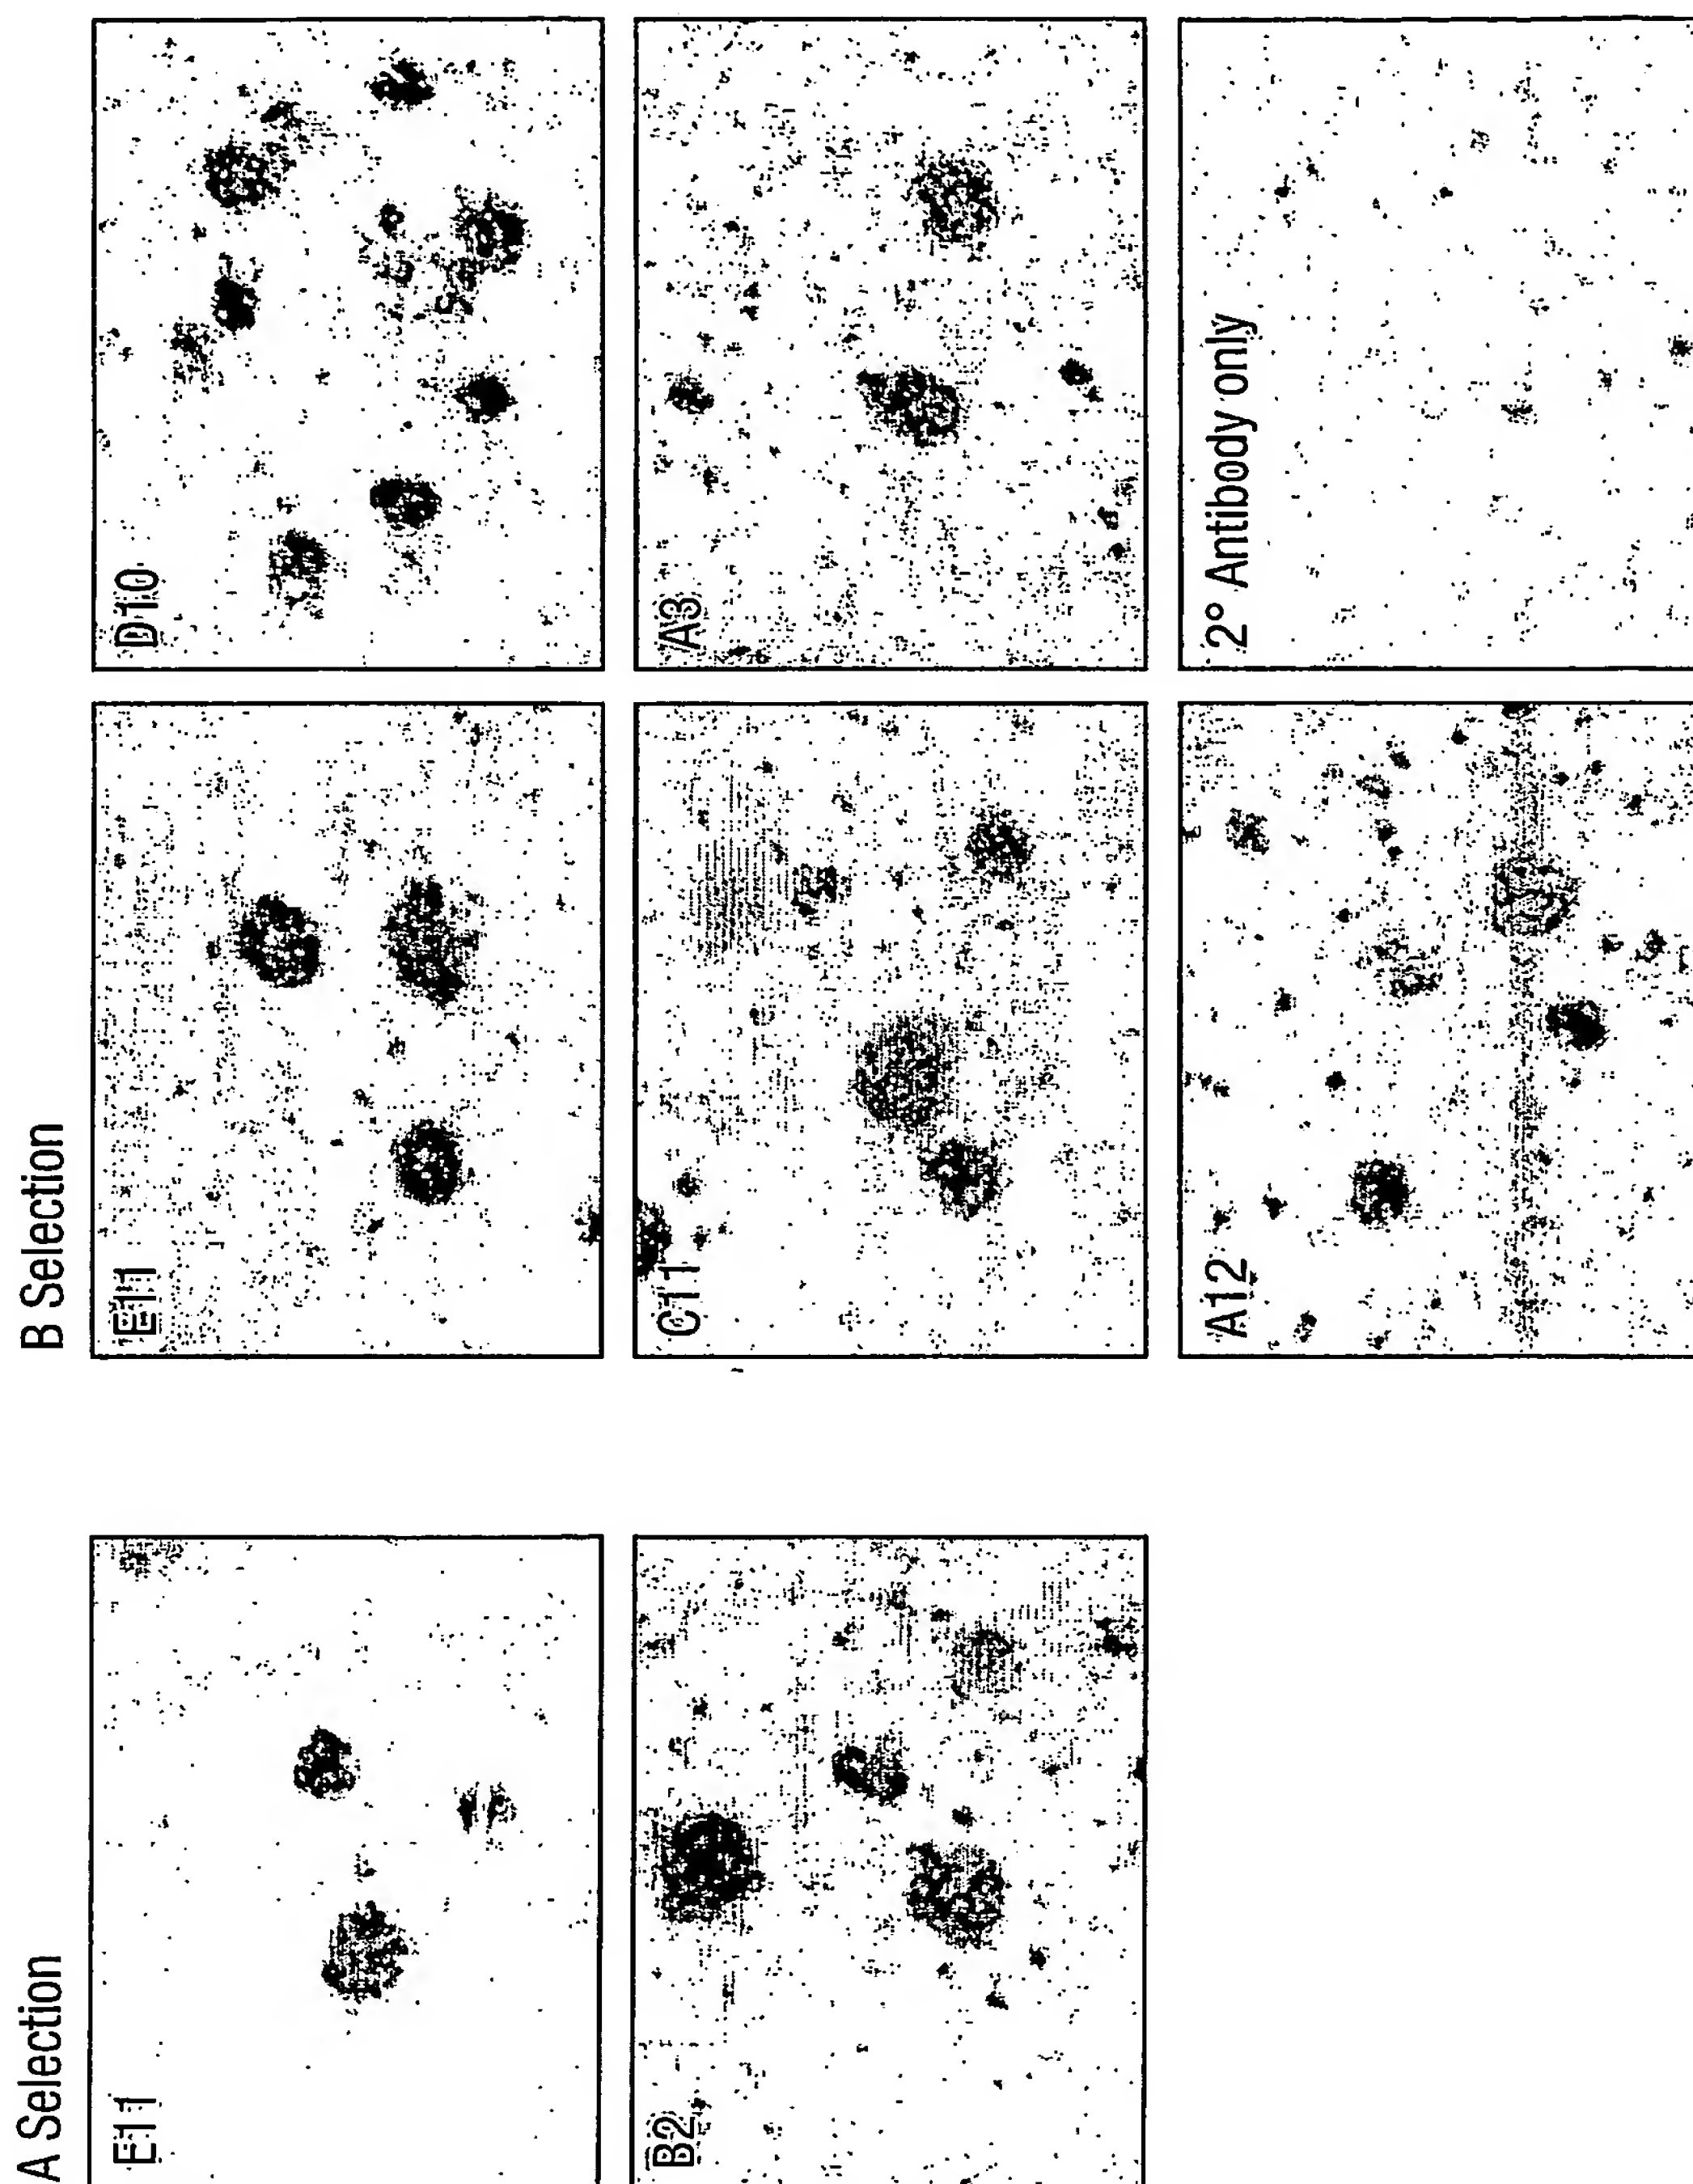 A Selection
E11
B2
B Selection
E11
D10
C11
A3
A12
2° Antibody only